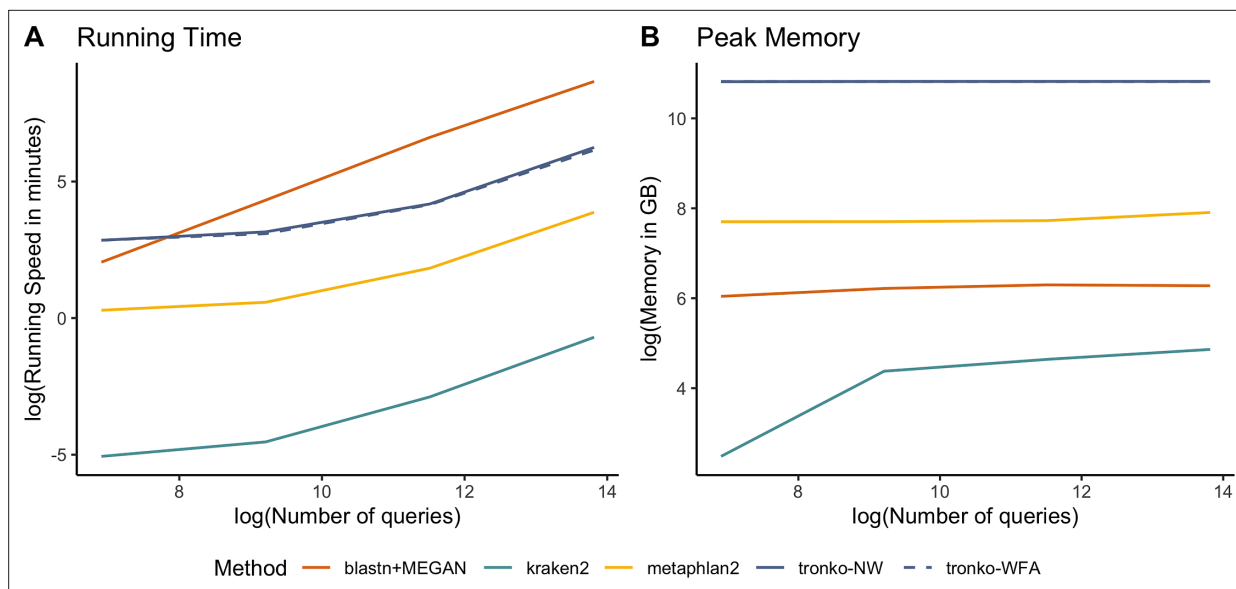 A Running Time
log(Running Speed in minutes)
5
0
-5
8 10 12 14
log(Number of queries)
B Peak Memory
log(Memory in GB)
10
8
6
4
8 10 12 14
log(Number of queries)
Method blastn+MEGAN kraken2 metaphlan2 tronko-NW tronko-WFA